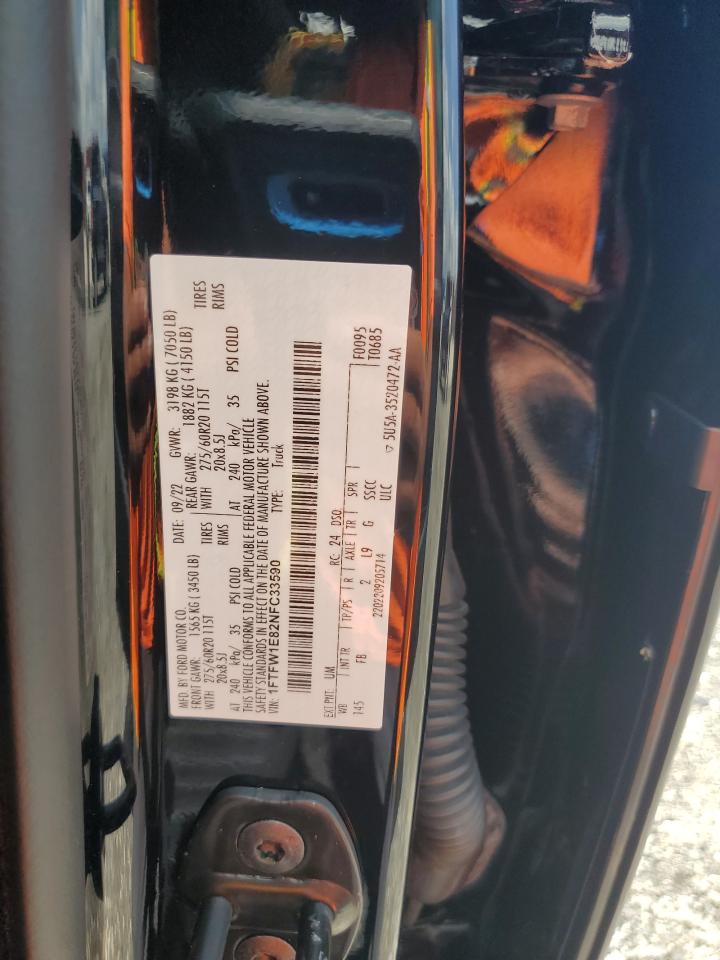 MFD. BY FORD MOTOR CO.
DATE: 09/22 GVWR: 3198 KG ( 7050 LB)
FRONT GAWR: 1565 KG ( 3450 LB) REAR GAWR: 1882 KG ( 4150 LB)
WITH 275/60R20 115T TIRES WITH 275/60R20 115T TIRES
20x8.5J RIMS 20x8.5J RIMS
AT 240 kPa/ 35 PSI COLD AT 240 kPa/ 35 PSI COLD
THIS VEHICLE CONFORMS TO ALL APPLICABLE FEDERAL MOTOR VEHICLE
SAFETY STANDARDS IN EFFECT ON THE DATE OF MANUFACTURE SHOWN ABOVE.
VIN: 1FTFW1E82NFC33590 TYPE: Truck
EXT PNT: UM RC: 24 DSO:
WB INT TR TP/PS R AXLE TR SPR F0095
145 FB 2 L9 G SSCC T0685
2202209205714 ULC 5U5A-3520472-AA